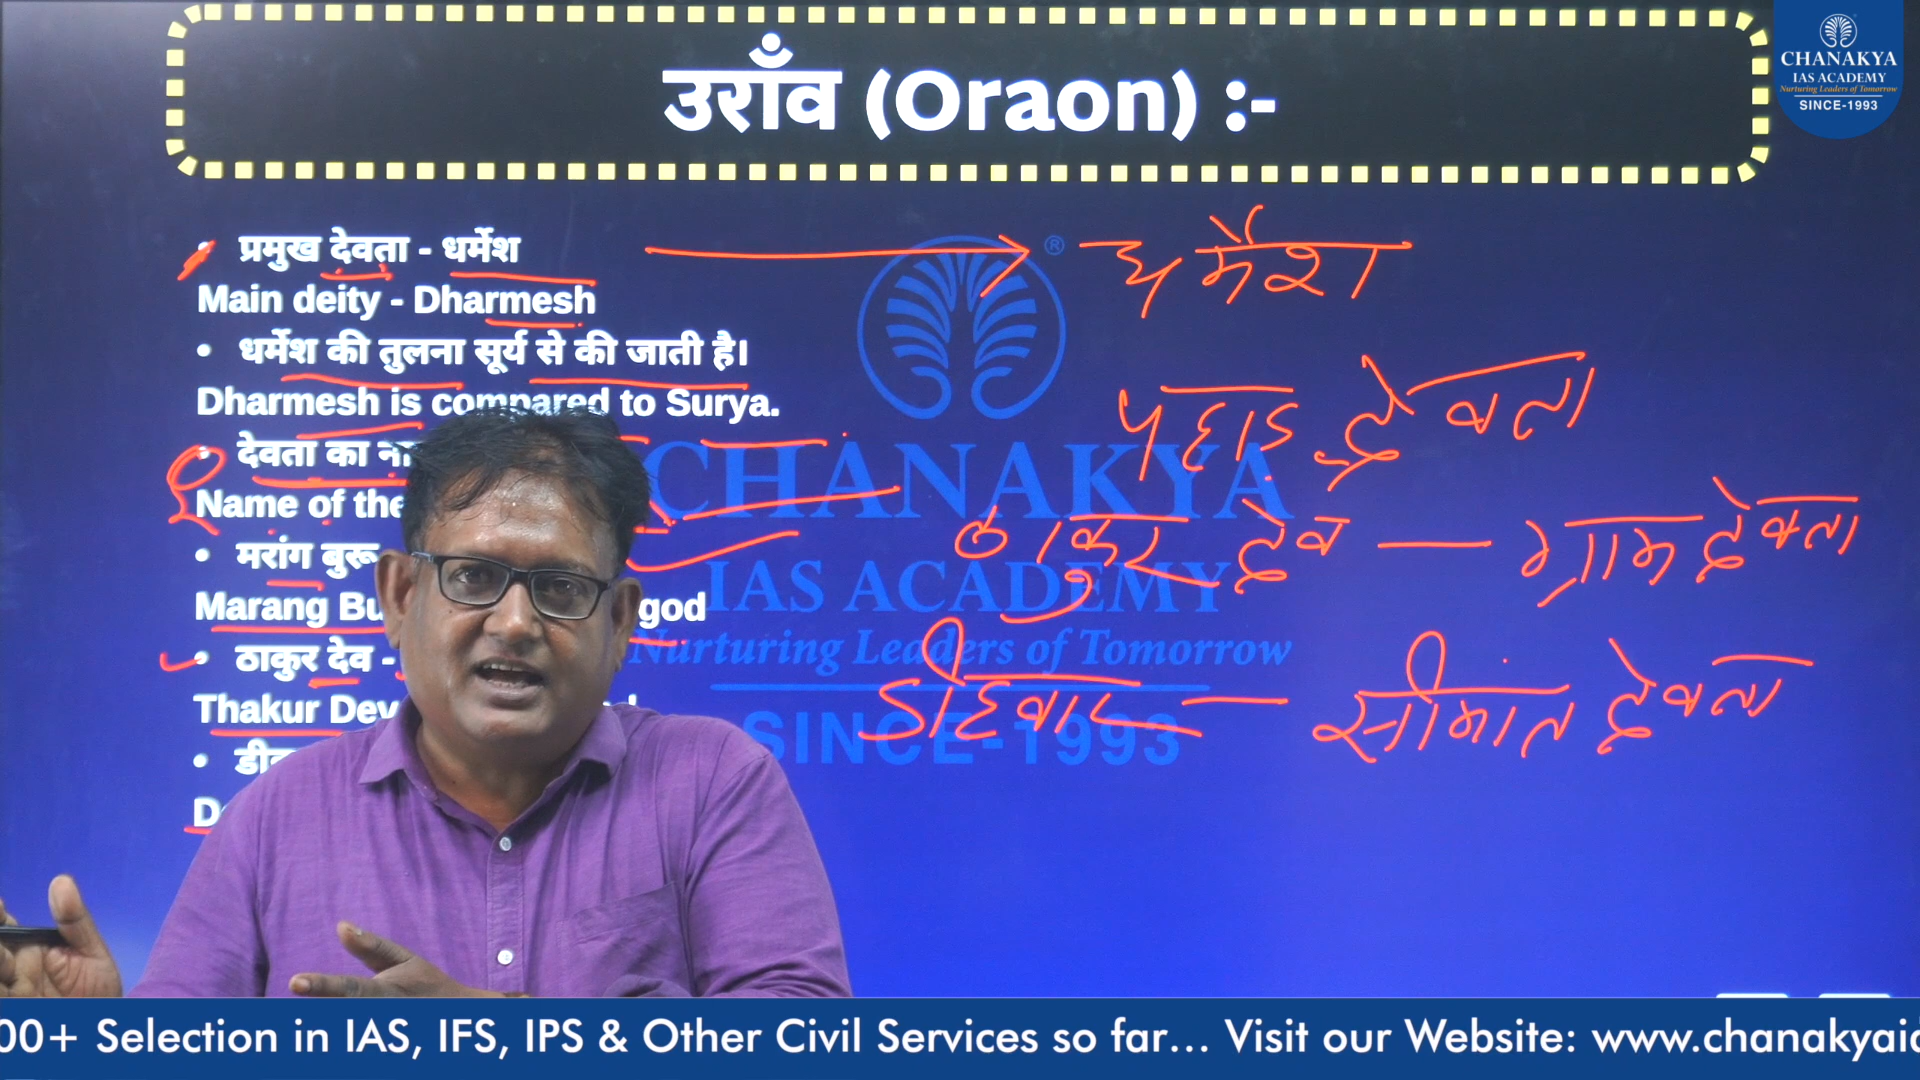 उराँव (Oraon) :-
CHANAKYA
IAS ACADEMY
Nurturing Leaders of Tomorrow
SINCE-1993
• प्रमुख देवता - धर्मेश
धर्मेश
Main deity - Dharmesh
• धर्मेश की तुलना सूर्य से की जाती है।
Dharmesh is compared to Surya.
पहाड़ देवता
• देवता का
Name of the
• मरांग बुरू
ठाकुर देव — ग्राम देवता
Marang god
• ठाकुर देव -
Thakur Dev
डीहवार — सीमांत देवता
®
CHANAKYA
IAS ACADEMY
Nurturing Leaders of Tomorrow
SINCE-1993
00+ Selection in IAS, IFS, IPS & Other Civil Services so far... Visit our Website: www.chanakyaia